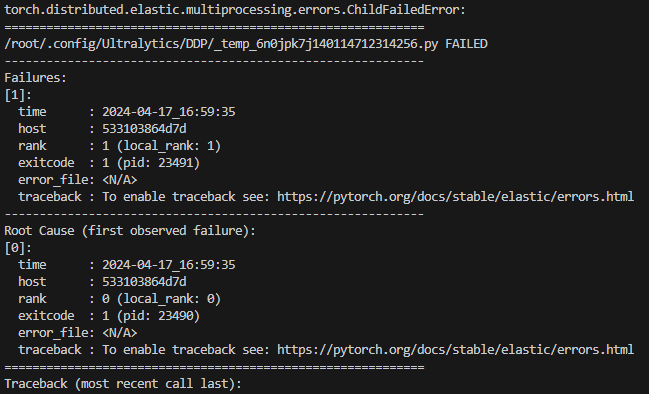 torch.distributed.elastic.multiprocessing.errors.ChildFailedError:
============================================================
/root/.config/Ultralytics/DDP/_temp_6n0jpk7j140114712314256.py FAILED
------------------------------------------------------------
Failures:
[1]:
  time      : 2024-04-17_16:59:35
  host      : 533103864d7d
  rank      : 1 (local_rank: 1)
  exitcode  : 1 (pid: 23491)
  error_file: <N/A>
  traceback : To enable traceback see: https://pytorch.org/docs/stable/elastic/errors.html
------------------------------------------------------------
Root Cause (first observed failure):
[0]:
  time      : 2024-04-17_16:59:35
  host      : 533103864d7d
  rank      : 0 (local_rank: 0)
  exitcode  : 1 (pid: 23490)
  error_file: <N/A>
  traceback : To enable traceback see: https://pytorch.org/docs/stable/elastic/errors.html
============================================================
Traceback (most recent call last):